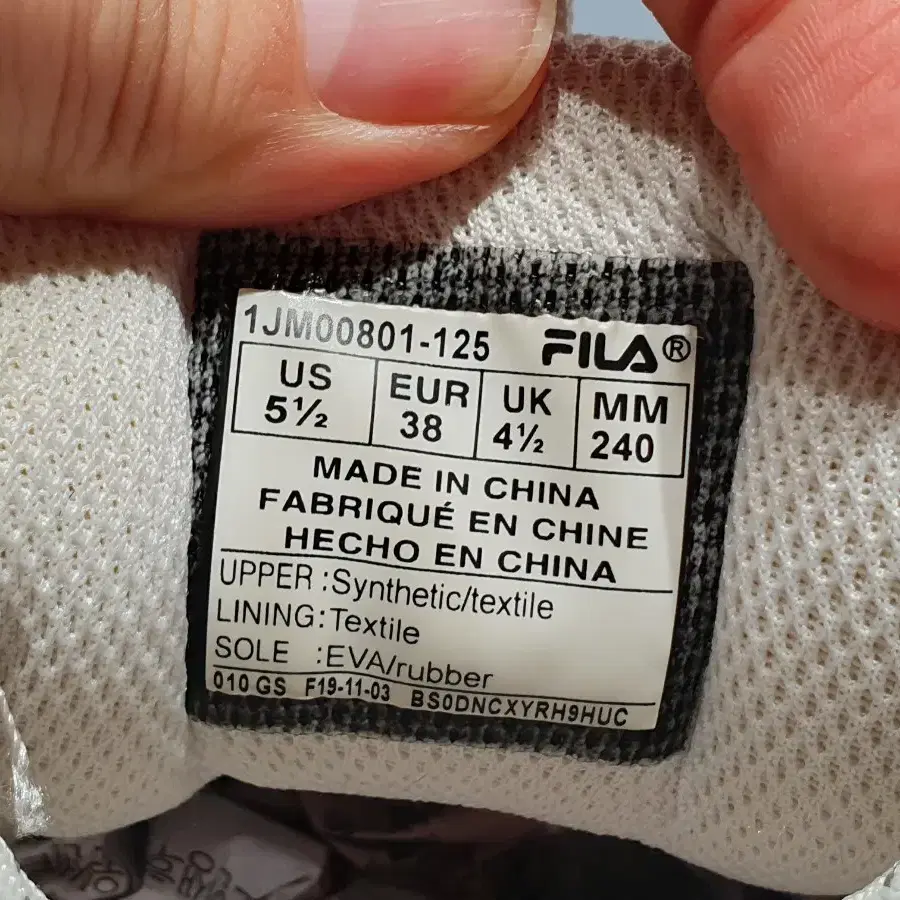 1JM00801-125 FILA®
US EUR UK MM
5½ 38 4½ 240
MADE IN CHINA
FABRIQUÉ EN CHINE
HECHO EN CHINA
UPPER :Synthetic/textile
LINING:Textile
SOLE :EVA/rubber
010 GS F19-11-03 BS0DNCXYRH9HUC